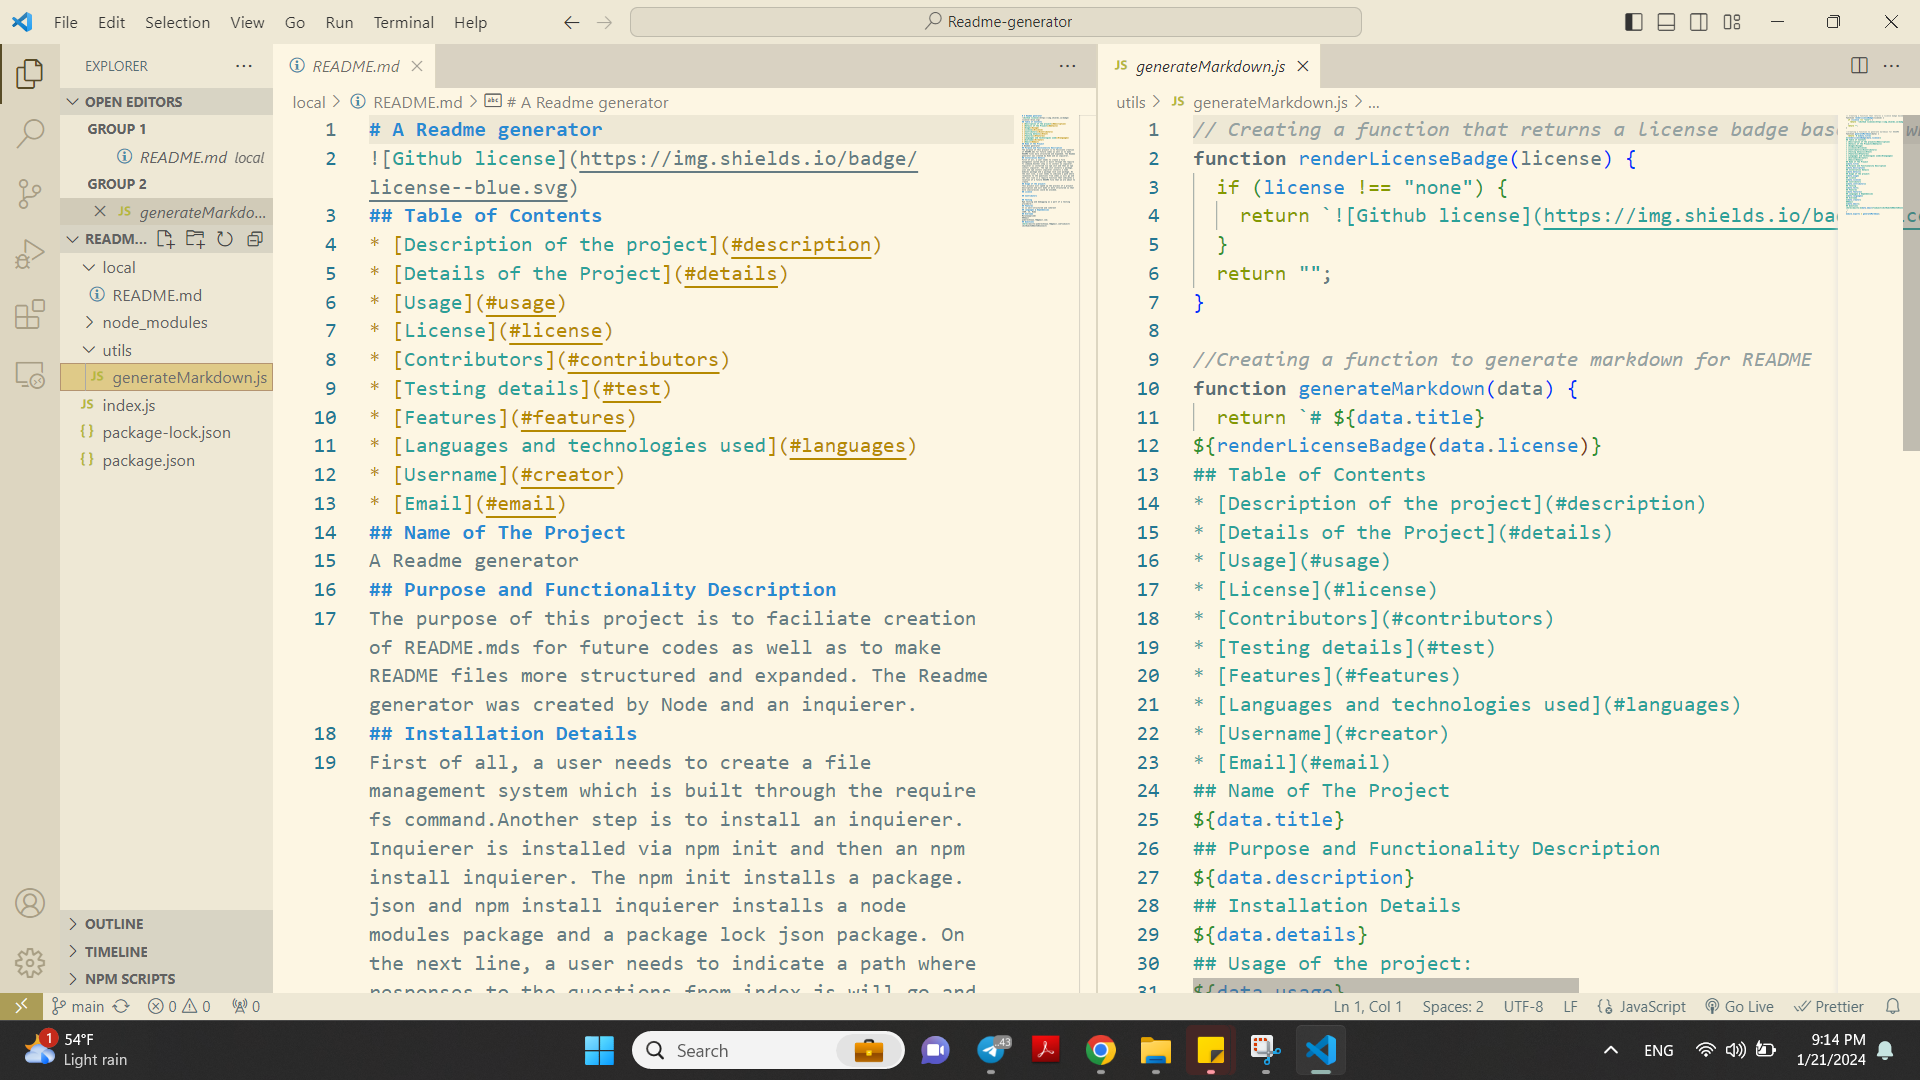 File Edit Selection View Go Run Terminal Help
Readme-generator
EXPLORER
OPEN EDITORS
GROUP 1
README.md local
GROUP 2
JS generateMarkdo...
READM...
local
README.md
node_modules
utils
JS generateMarkdown.js
JS index.js
{} package-lock.json
{} package.json
OUTLINE
TIMELINE
NPM SCRIPTS
README.md
local > README.md > # A Readme generator
1 # A Readme generator
2 ![Github license](https://img.shields.io/badge/
license--blue.svg)
3 ## Table of Contents
4 * [Description of the project](#description)
5 * [Details of the Project](#details)
6 * [Usage](#usage)
7 * [License](#license)
8 * [Contributors](#contributors)
9 * [Testing details](#test)
10 * [Features](#features)
11 * [Languages and technologies used](#languages)
12 * [Username](#creator)
13 * [Email](#email)
14 ## Name of The Project
15 A Readme generator
16 ## Purpose and Functionality Description
17 The purpose of this project is to faciliate creation
of README.mds for future codes as well as to make
README files more structured and expanded. The Readme
generator was created by Node and an inquierer.
18 ## Installation Details
19 First of all, a user needs to create a file
management system which is built through the require
fs command.Another step is to install an inquierer.
Inquierer is installed via npm init and then an npm
install inquierer. The npm init installs a package.
json and npm install inquierer installs a node
modules package and a package lock json package. On
the next line, a user needs to indicate a path where
responses to the questions from index.js will go and
JS generateMarkdown.js
utils > JS generateMarkdown.js > ...
1 // Creating a function that returns a license badge bas
2 function renderLicenseBadge(license) {
3 if (license !== "none") {
4 return `![Github license](https://img.shields.io/ba
5 }
6 return "";
7 }
8
9 //Creating a function to generate markdown for README
10 function generateMarkdown(data) {
11 return `# ${data.title}
12 ${renderLicenseBadge(data.license)}
13 ## Table of Contents
14 * [Description of the project](#description)
15 * [Details of the Project](#details)
16 * [Usage](#usage)
17 * [License](#license)
18 * [Contributors](#contributors)
19 * [Testing details](#test)
20 * [Features](#features)
21 * [Languages and technologies used](#languages)
22 * [Username](#creator)
23 * [Email](#email)
24 ## Name of The Project
25 ${data.title}
26 ## Purpose and Functionality Description
27 ${data.description}
28 ## Installation Details
29 ${data.details}
30 ## Usage of the project:
31 ${data.usage}
main 0 0 0
Ln 1, Col 1 Spaces: 2 UTF-8 LF {} JavaScript Go Live Prettier
1 54°F
Light rain
Search
43
ENG
9:14 PM
1/21/2024